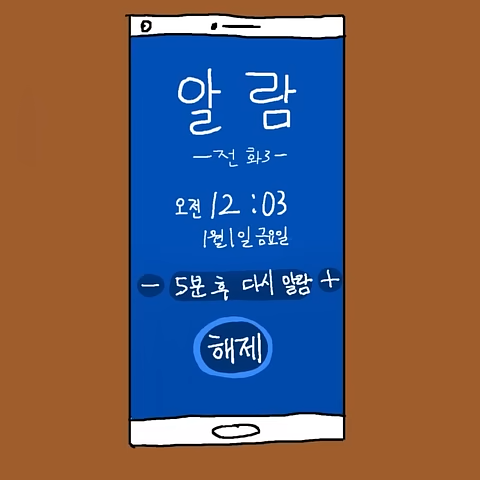 알 람
-전 화3-
오전 12:03
1월 1일 금요일
- 5분 후 다시 알람 +
해제